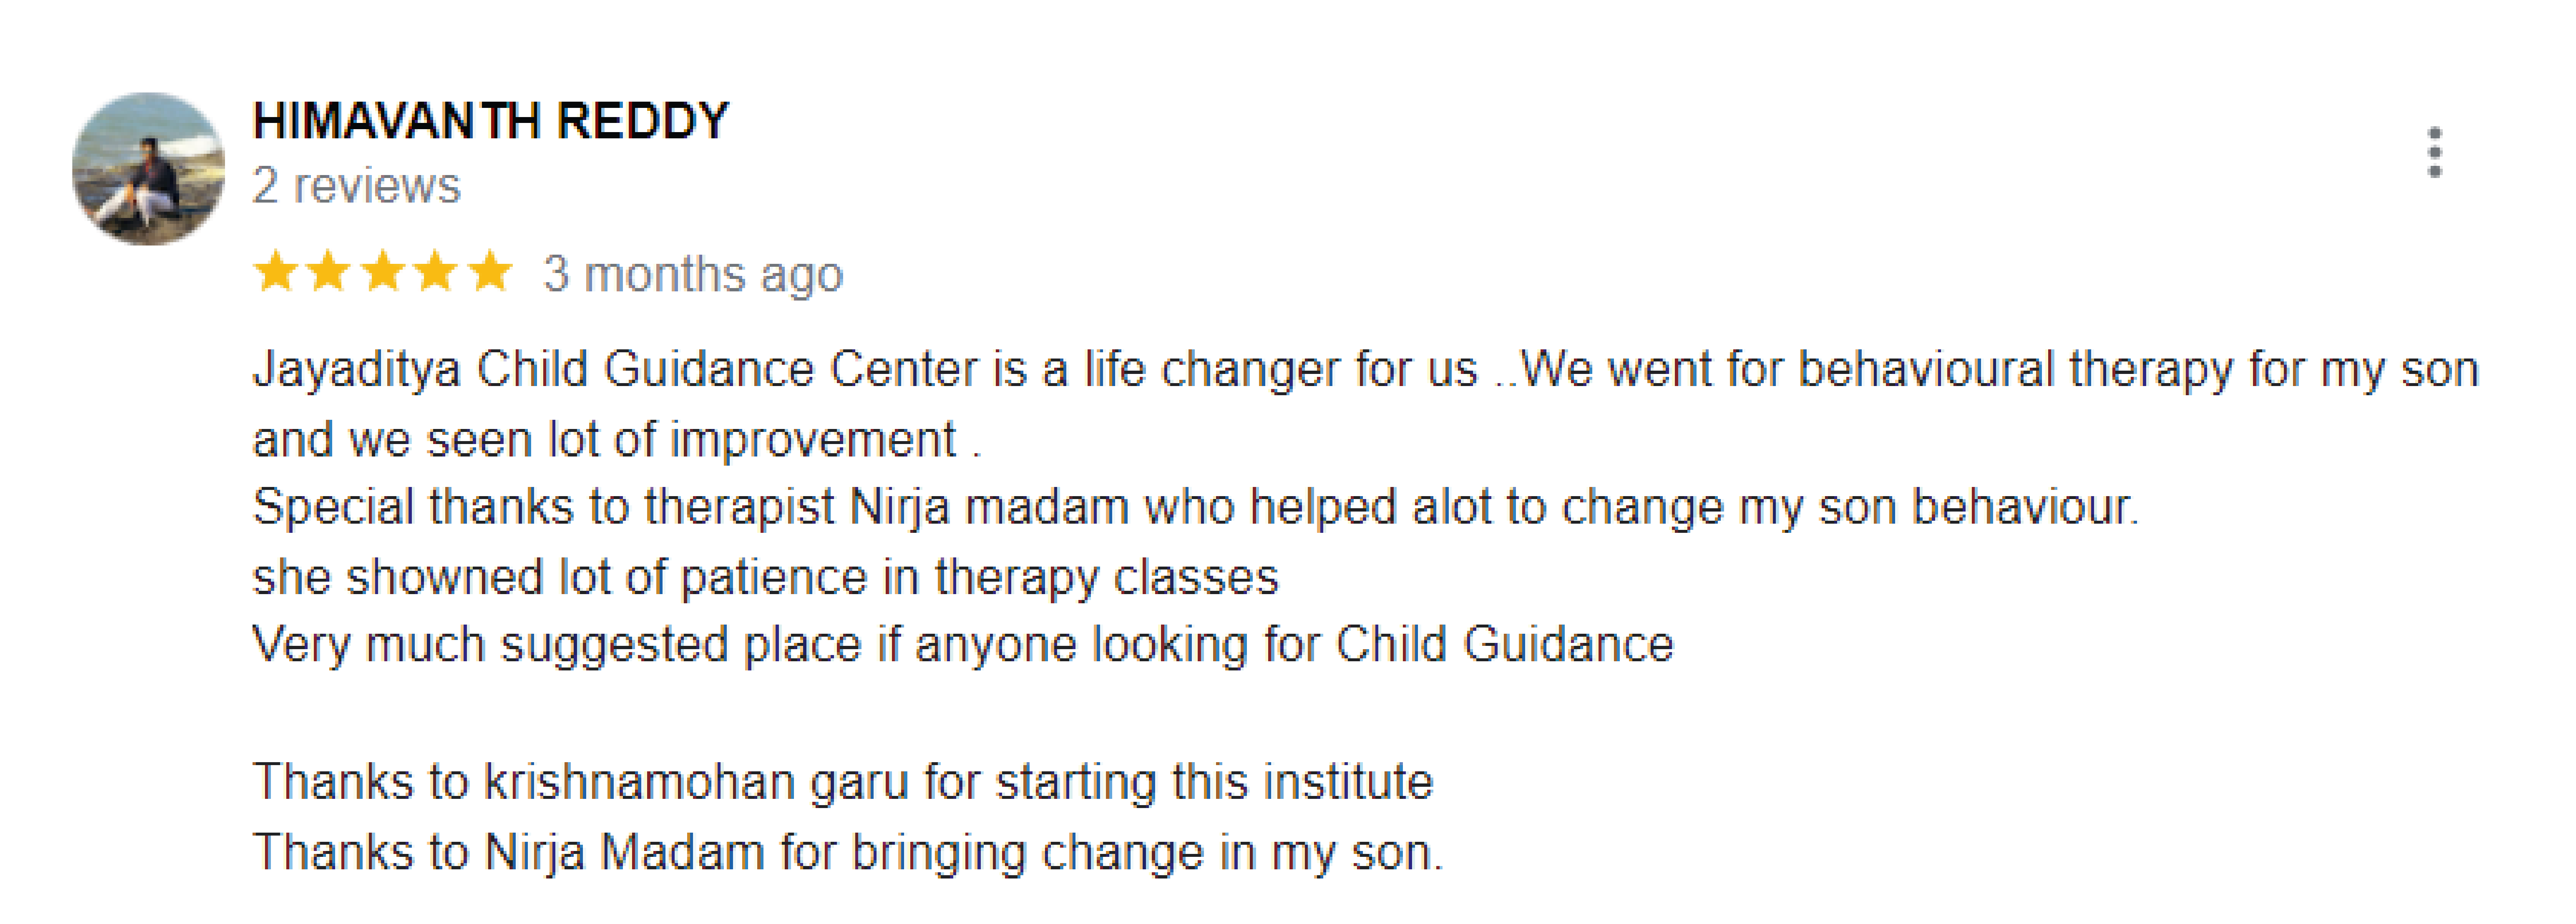 HIMAVANTH REDDY
2 reviews
3 months ago
Jayaditya Child Guidance Center is a life changer for us ..We went for behavioural therapy for my son
and we seen lot of improvement .
Special thanks to therapist Nirja madam who helped alot to change my son behaviour.
she showned lot of patience in therapy classes
Very much suggested place if anyone looking for Child Guidance
Thanks to krishnamohan garu for starting this institute
Thanks to Nirja Madam for bringing change in my son.